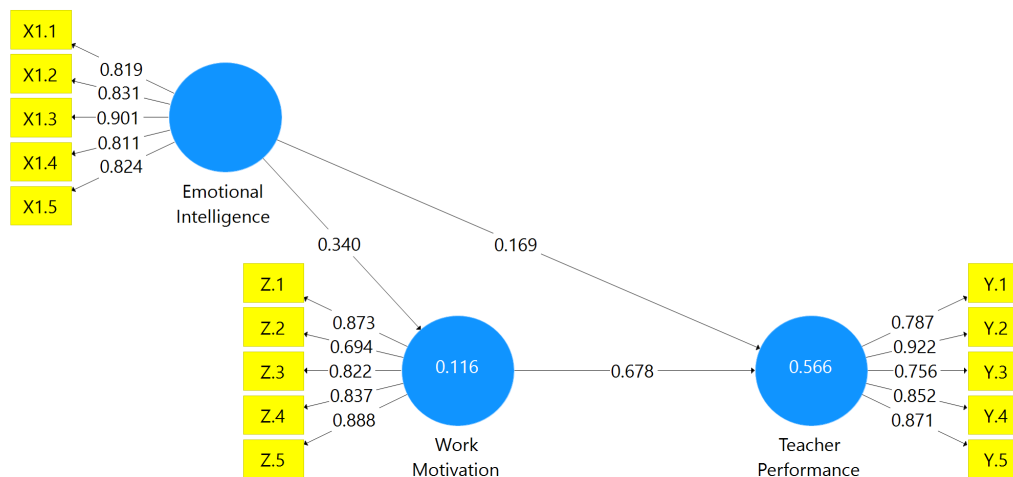 X1.1
X1.2
X1.3
X1.4
X1.5
0.819
0.831
0.901
0.811
0.824
Emotional
Intelligence
0.340
0.169
Z.1
Z.2
Z.3
Z.4
Z.5
0.873
0.694
0.822
0.837
0.888
0.116
Work
Motivation
0.678
0.566
Teacher
Performance
0.787
0.922
0.756
0.852
0.871
Y.1
Y.2
Y.3
Y.4
Y.5